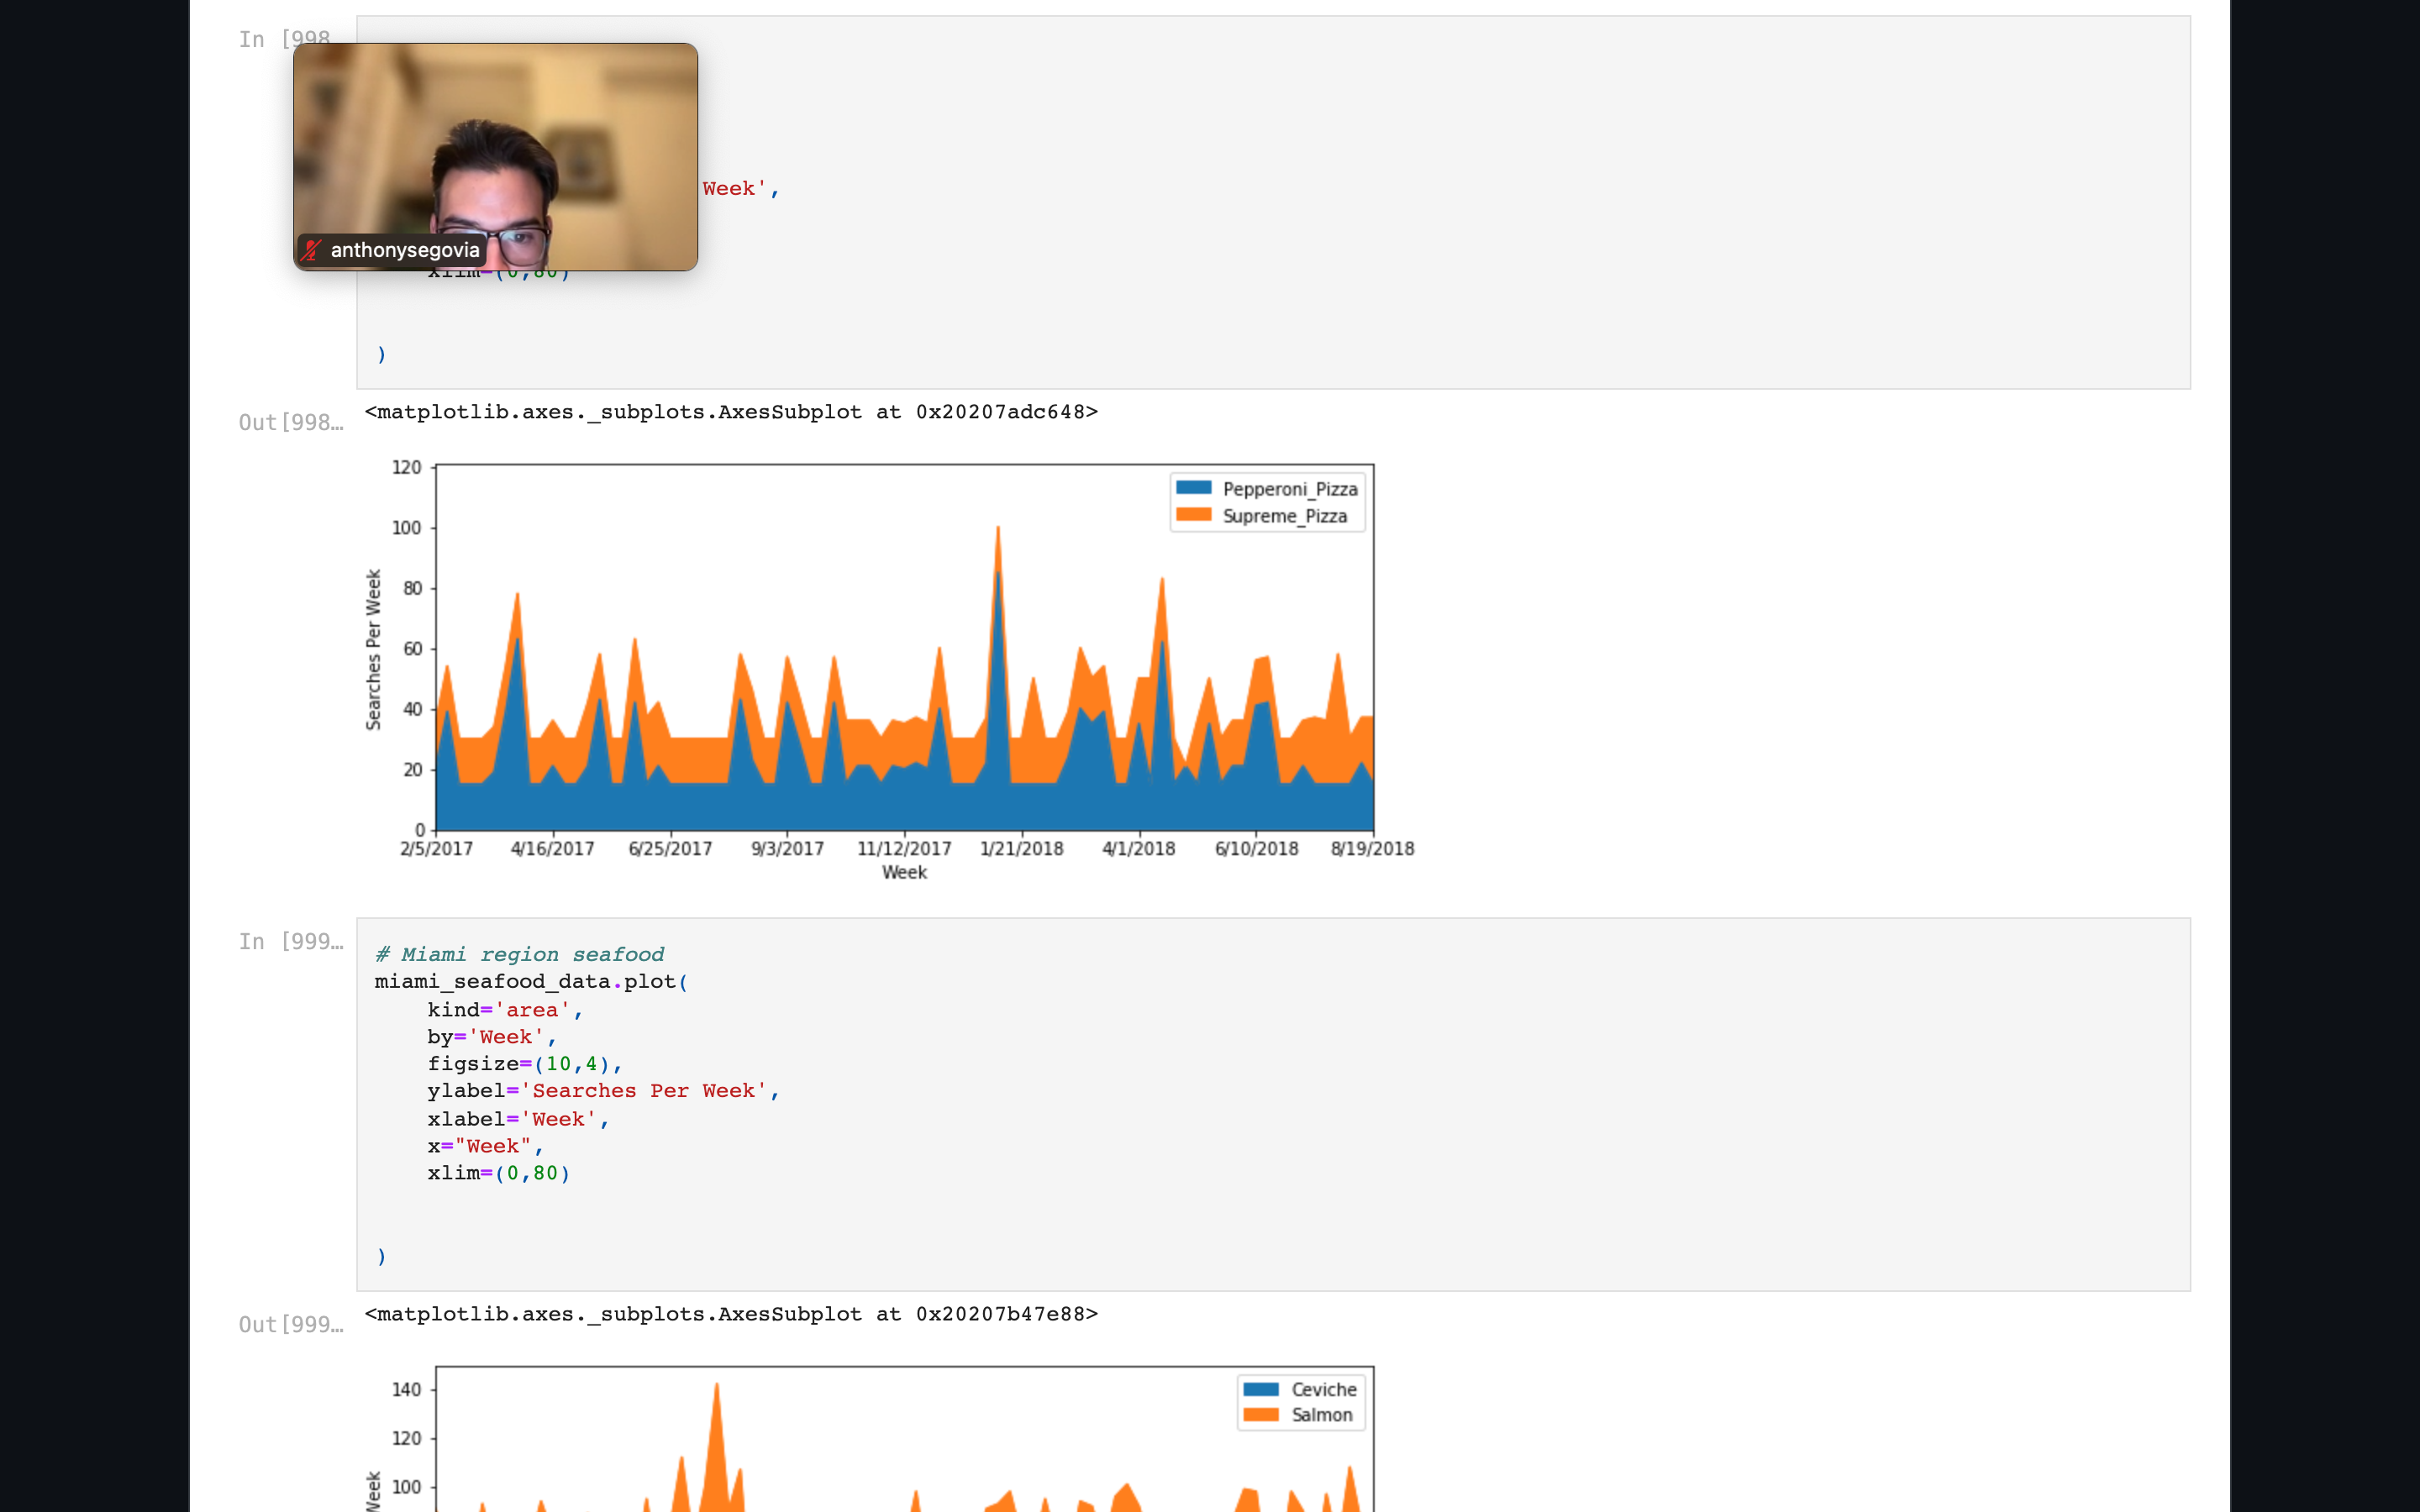 In [998
Week',
anthonysegovia
xlim=(0,80)
)
Out[998…
<matplotlib.axes._subplots.AxesSubplot at 0x20207adc648>
120
100
80
60
40
20
0
Searches Per Week
Pepperoni_Pizza
Supreme_Pizza
2/5/2017 4/16/2017 6/25/2017 9/3/2017 11/12/2017 1/21/2018 4/1/2018 6/10/2018 8/19/2018
Week
In [999…
# Miami region seafood
miami_seafood_data.plot(
    kind='area',
    by='Week',
    figsize=(10,4),
    ylabel='Searches Per Week',
    xlabel='Week',
    x="Week",
    xlim=(0,80)
)
Out[999…
<matplotlib.axes._subplots.AxesSubplot at 0x20207b47e88>
140
120
100
Week
Ceviche
Salmon